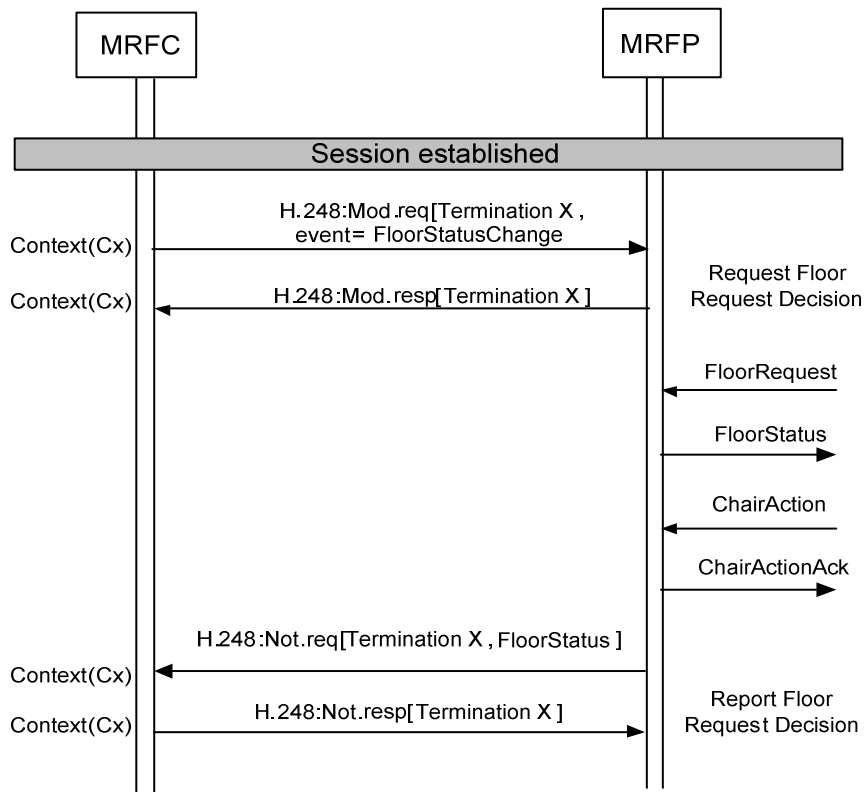 MRFC
MRFP
Session established
H.248:Mod.req[Termination X ,
event= FloorStatusChange
Context(Cx)
H.248:Mod.resp[Termination X ]
Context(Cx)
Request Floor
Request Decision
FloorRequest
FloorStatus
ChairAction
ChairActionAck
H.248:Not.req[Termination X , FloorStatus ]
Context(Cx)
H.248:Not.resp[Termination X ]
Context(Cx)
Report Floor
Request Decision